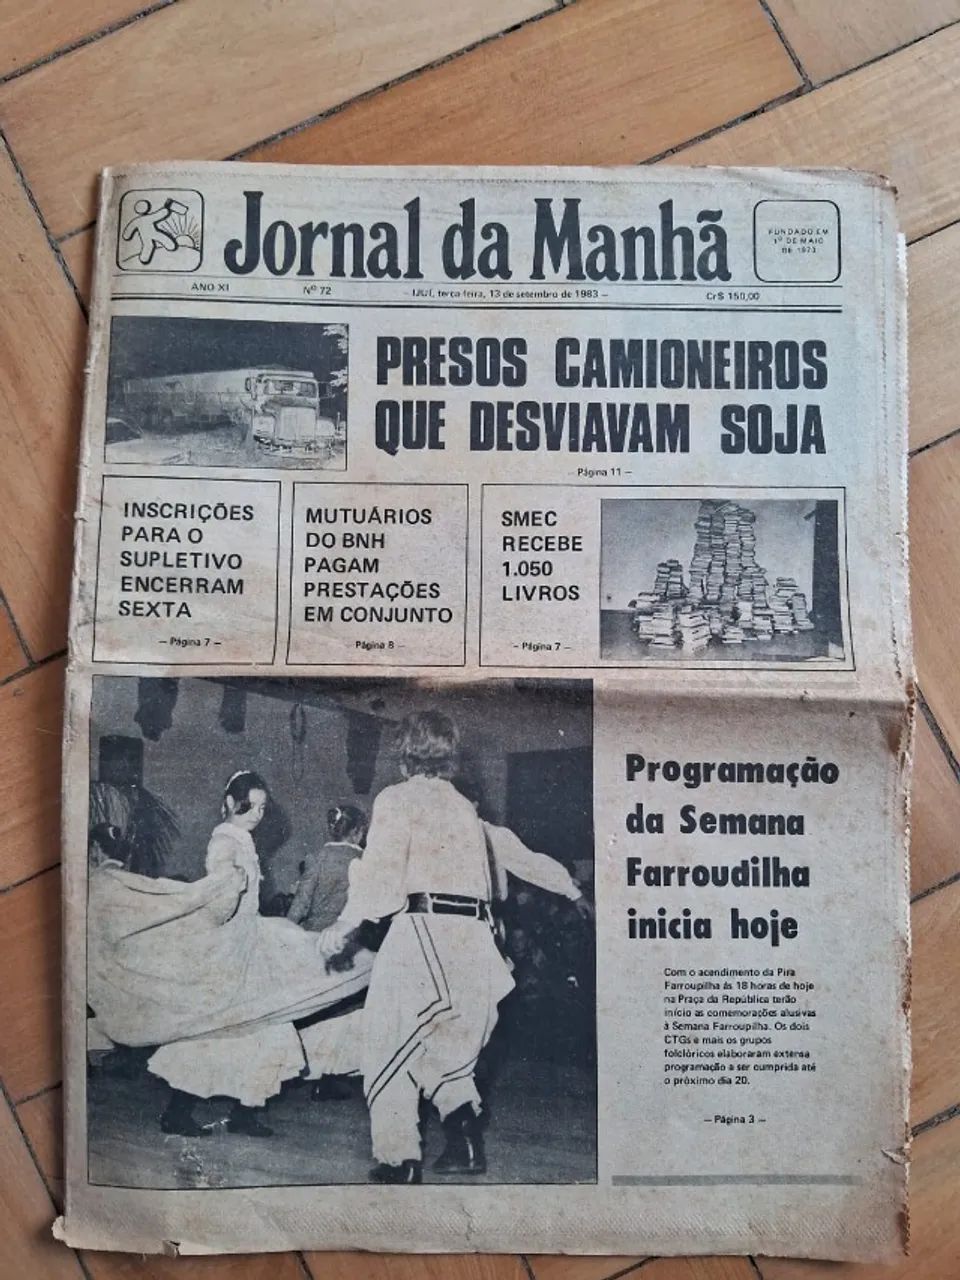 Jornal da Manhã
FUNDADO EM
1º DE MAIO
DE 1973
ANO XI
Nº 72
– IJUÍ, terça-feira, 13 de setembro de 1983 –
Cr$ 150,00
PRESOS CAMIONEIROS
QUE DESVIAVAM SOJA
– Página 11 –
INSCRIÇÕES
PARA O
SUPLETIVO
ENCERRAM
SEXTA
– Página 7 –
MUTUÁRIOS
DO BNH
PAGAM
PRESTAÇÕES
EM CONJUNTO
– Página 8 –
SMEC
RECEBE
1.050
LIVROS
– Página 7 –
Programação
da Semana
Farroudilha
inicia hoje
Com o acendimento da Pira
Farroupilha às 18 horas de hoje
na Praça da República terão
início as comemorações alusivas
à Semana Farroupilha. Os dois
CTGs e mais os grupos
folclóricos elaboraram extensa
programação a ser cumprida até
o próximo dia 20.
– Página 3 –